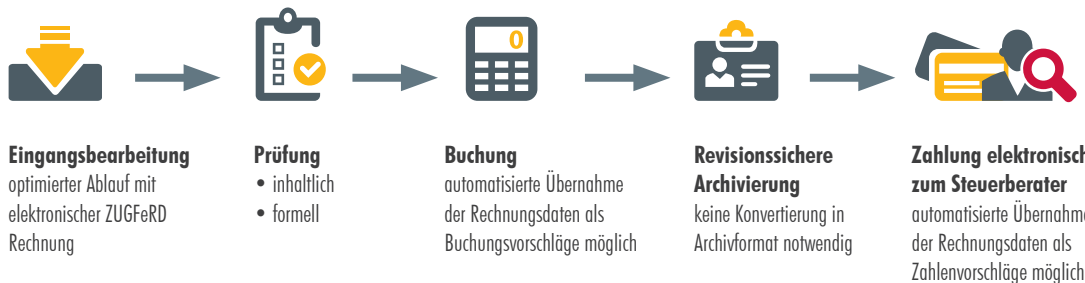 0
Eingangsbearbeitung
optimierter Ablauf mit
elektronischer ZUGFeRD
Rechnung
Prüfung
• inhaltlich
• formell
Buchung
automatisierte Übernahme
der Rechnungsdaten als
Buchungsvorschläge möglich
Revisionssichere
Archivierung
keine Konvertierung in
Archivformat notwendig
Zahlung elektronisch
zum Steuerberater
automatisierte Übernahme
der Rechnungsdaten als
Zahlenvorschläge möglich